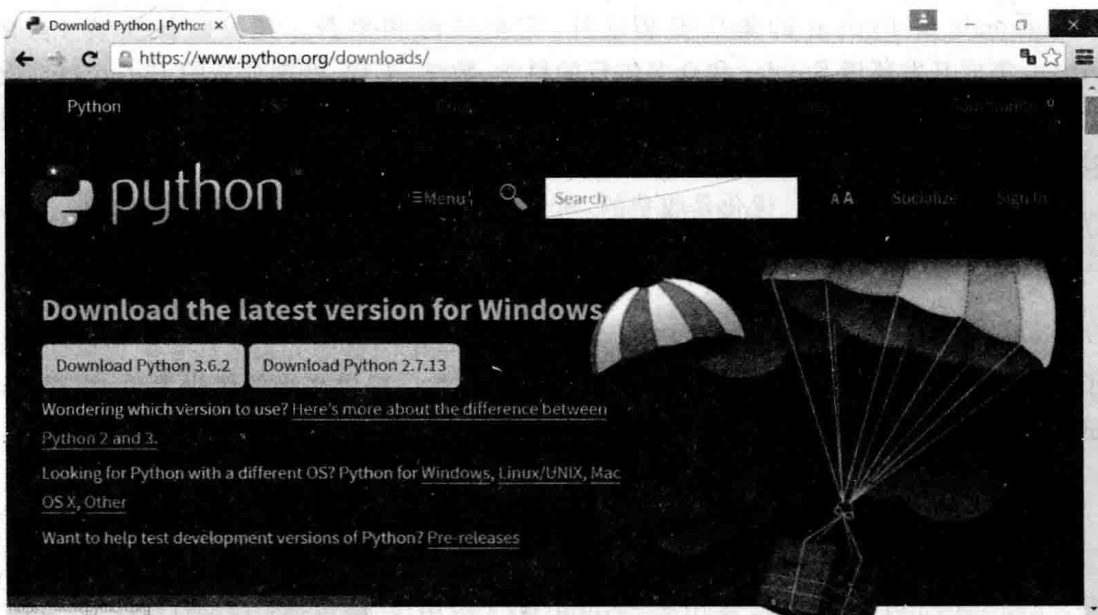 Download Python | Pythor
https://www.python.org/downloads/
Python
python
≡Menu
Search
A A
Socialize
Sign In
Download the latest version for Windows
Download Python 3.6.2
Download Python 2.7.13
Wondering which version to use? Here's more about the difference between
Python 2 and 3.
Looking for Python with a different OS? Python for Windows, Linux/UNIX, Mac
OS X, Other
Want to help test development versions of Python? Pre-releases